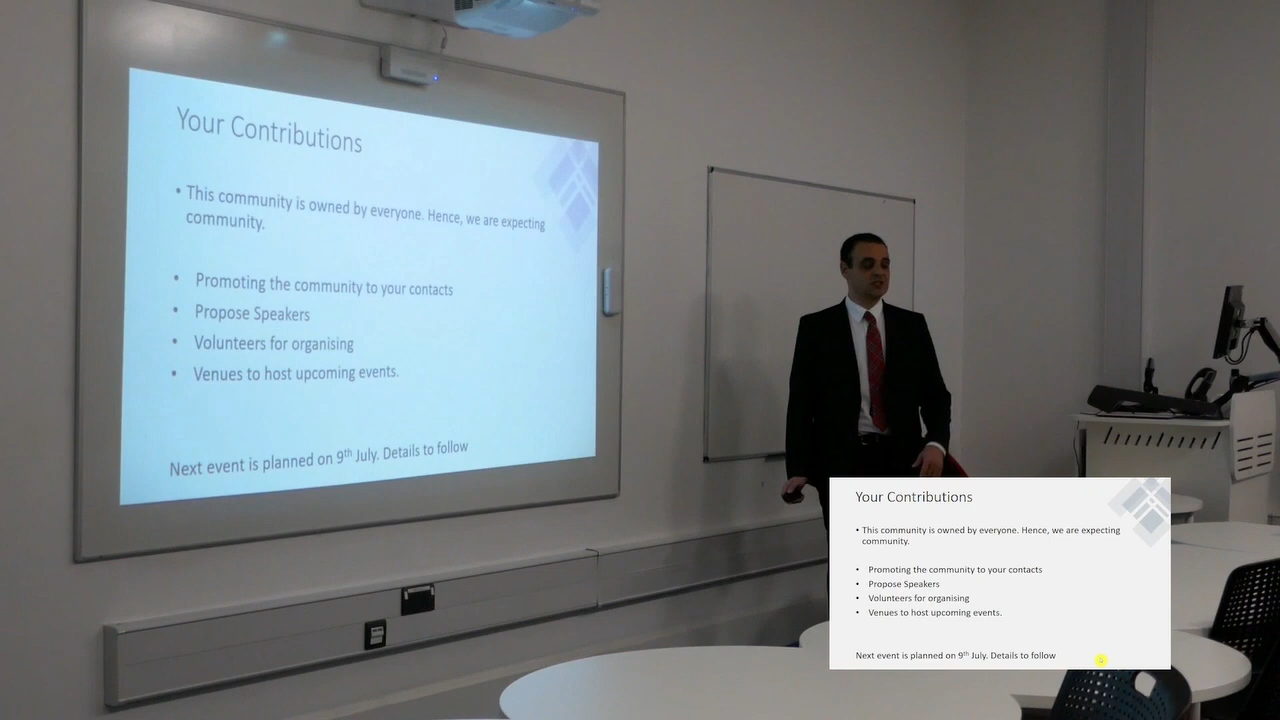 Your Contributions
• This community is owned by everyone. Hence, we are expecting
community.
• Promoting the community to your contacts
• Propose Speakers
• Volunteers for organising
• Venues to host upcoming events.
Next event is planned on 9th July. Details to follow
Your Contributions
• This community is owned by everyone. Hence, we are expecting
community.
• Promoting the community to your contacts
• Propose Speakers
• Volunteers for organising
• Venues to host upcoming events.
Next event is planned on 9th July. Details to follow